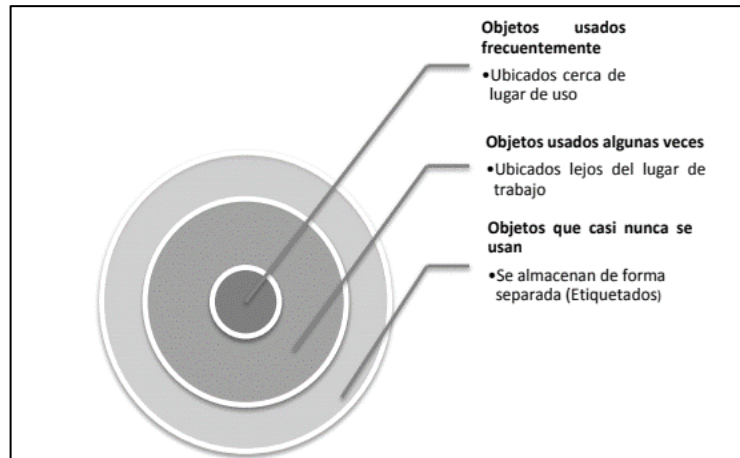 Objetos usados
frecuentemente
•Ubicados cerca de
lugar de uso
Objetos usados algunas veces
•Ubicados lejos del lugar de
trabajo
Objetos que casi nunca se
usan
•Se almacenan de forma
separada (Etiquetados)